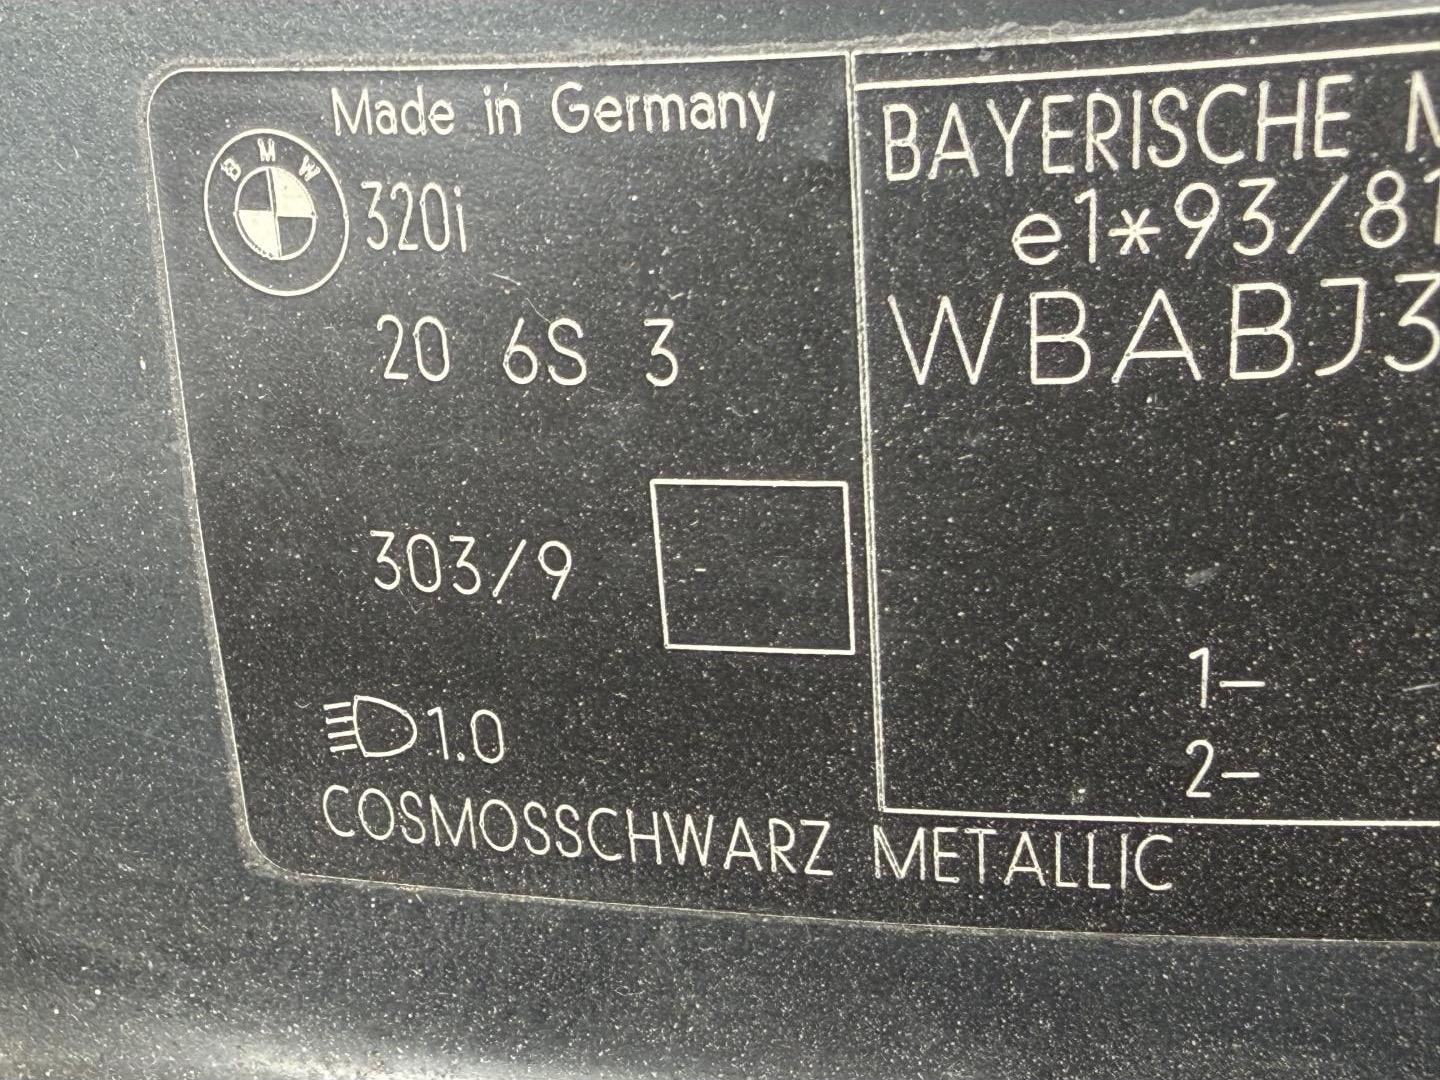 Made in Germany
BMW
320i
20 6S 3
303/9
1.0
COSMOSSCHWARZ METALLIC
BAYERISCHE
e1*93/81
WBABJ3
1-
2-